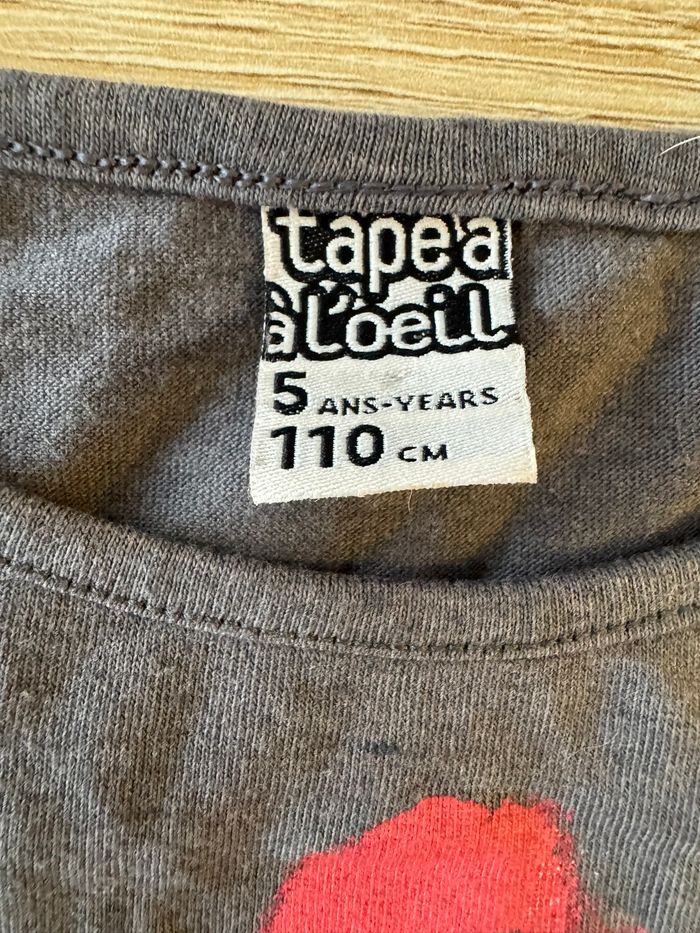 tape à
à l'oeil
5 ANS-YEARS
110 CM